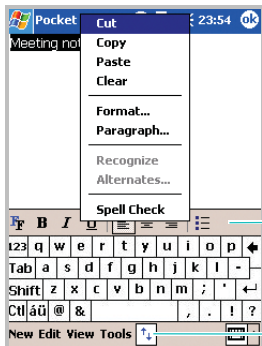 Pocket 23:54 ok
Meeting not
Cut
Copy
Paste
Clear
Format...
Paragraph...
Recognize
Alternates...
Spell Check
B I U
123 q w e r t y u i o p
Tab a s d f g h j k l -
Shift z x c v b n m ; '
Ctl áü @ & , . ! ?
New Edit View Tools